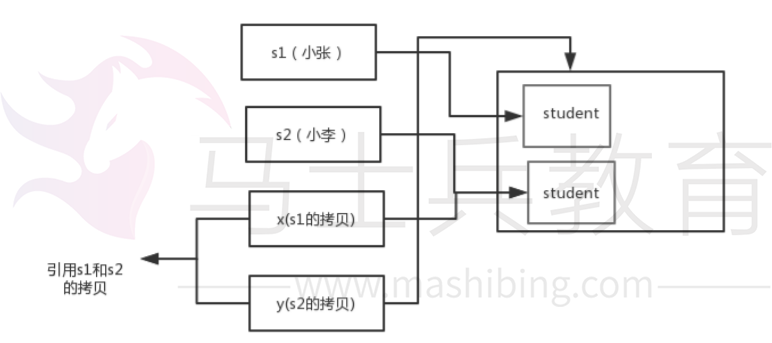 s1（小张）
student
s2（小李）
student
马士兵教育
x(s1的拷贝)
引用s1和s2
的拷贝
www.mashibing.com
y(s2的拷贝)